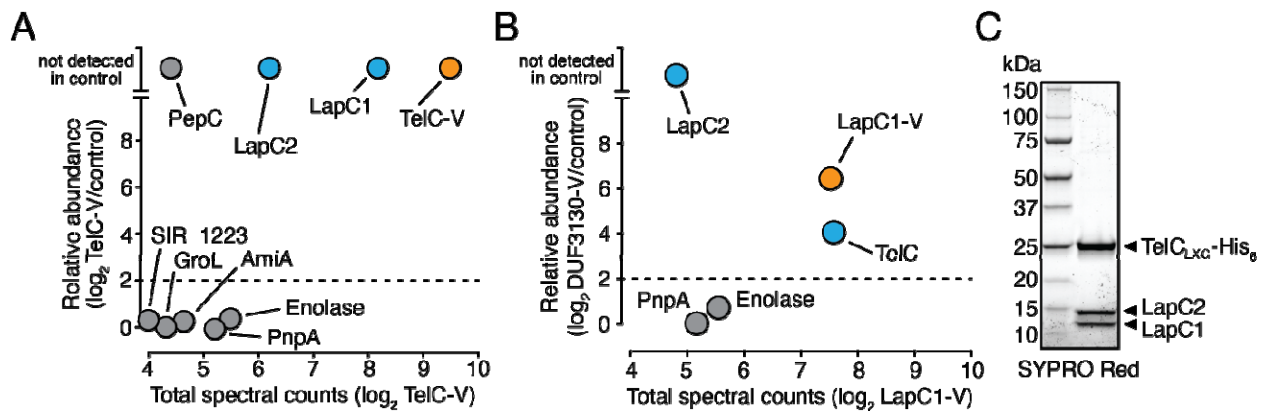 A
not detected
in control
PepC
LapC2
LapC1
TelC-V
8
6
4
2
0
Relative abundance
(log2 TelC-V/control)
SIR 1223
GroL
AmiA
Enolase
PnpA
4 5 6 7 8 9 10
Total spectral counts (log2 TelC-V)
B
not detected
in control
LapC2
LapC1-V
TelC
8
6
4
2
0
Relative abundance
(log2 DUF3130-V/control)
PnpA
Enolase
4 5 6 7 8 9 10
Total spectral counts (log2 LapC1-V)
C
kDa
150
100
75
50
37
25
20
15
10
TelCLXG-His6
LapC2
LapC1
SYPRO Red